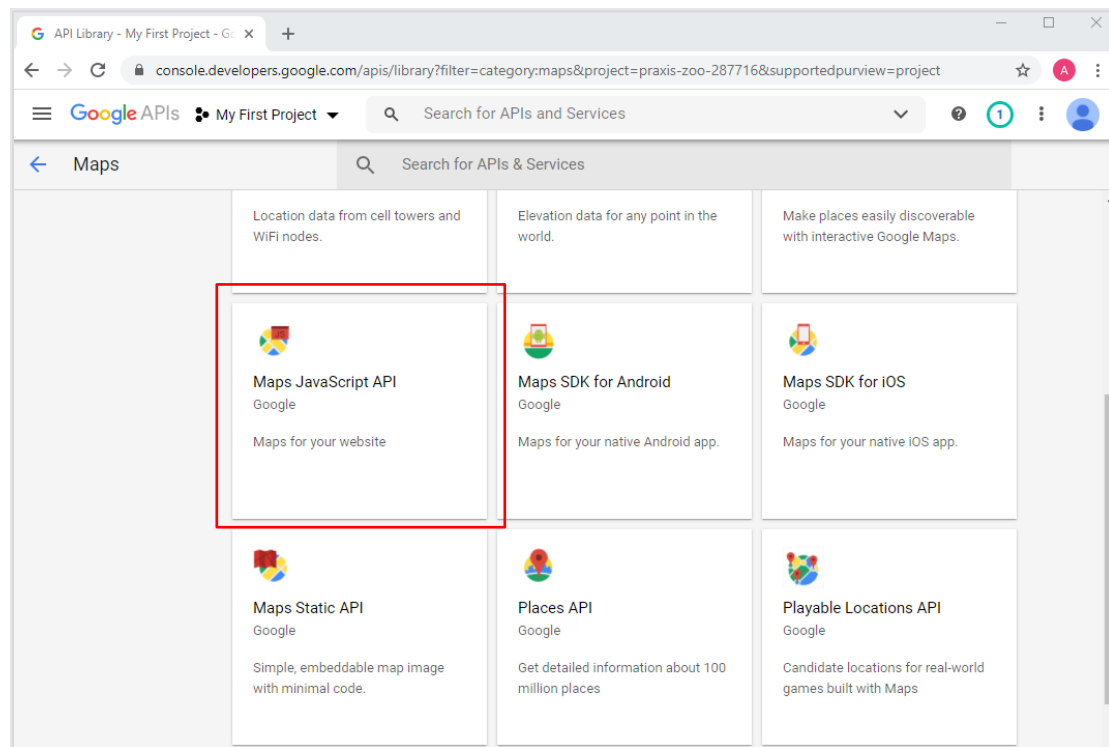 API Library - My First Project - Go
console.developers.google.com/apis/library?filter=category:maps&project=praxis-zoo-287716&supportedpurview=project
A
Google APIs
My First Project
Search for APIs and Services
1
Maps
Search for APIs & Services
Location data from cell towers and
WiFi nodes.
Elevation data for any point in the
world.
Make places easily discoverable
with interactive Google Maps.
Maps JavaScript API
Google
Maps for your website
Maps SDK for Android
Google
Maps for your native Android app.
Maps SDK for iOS
Google
Maps for your native iOS app.
Maps Static API
Google
Simple, embeddable map image
with minimal code.
Places API
Google
Get detailed information about 100
million places
Playable Locations API
Google
Candidate locations for real-world
games built with Maps